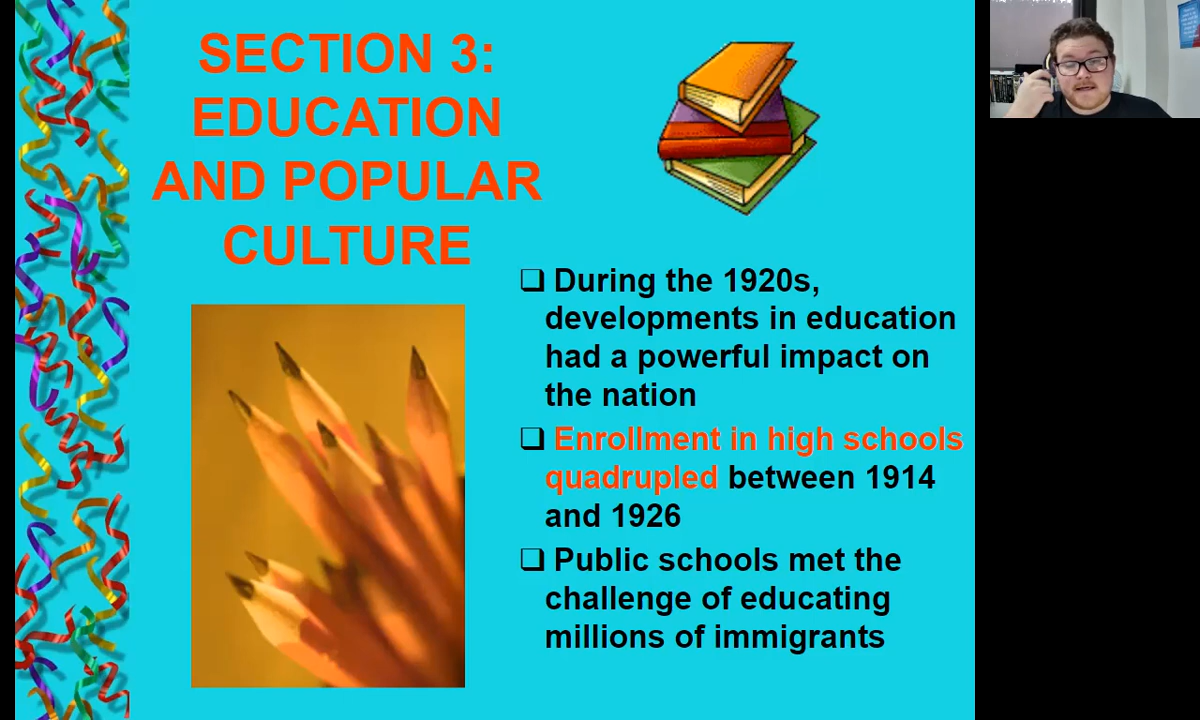 SECTION 3:
EDUCATION
AND POPULAR
CULTURE
❑ During the 1920s,
developments in education
had a powerful impact on
the nation
❑ Enrollment in high schools
quadrupled between 1914
and 1926
❑ Public schools met the
challenge of educating
millions of immigrants